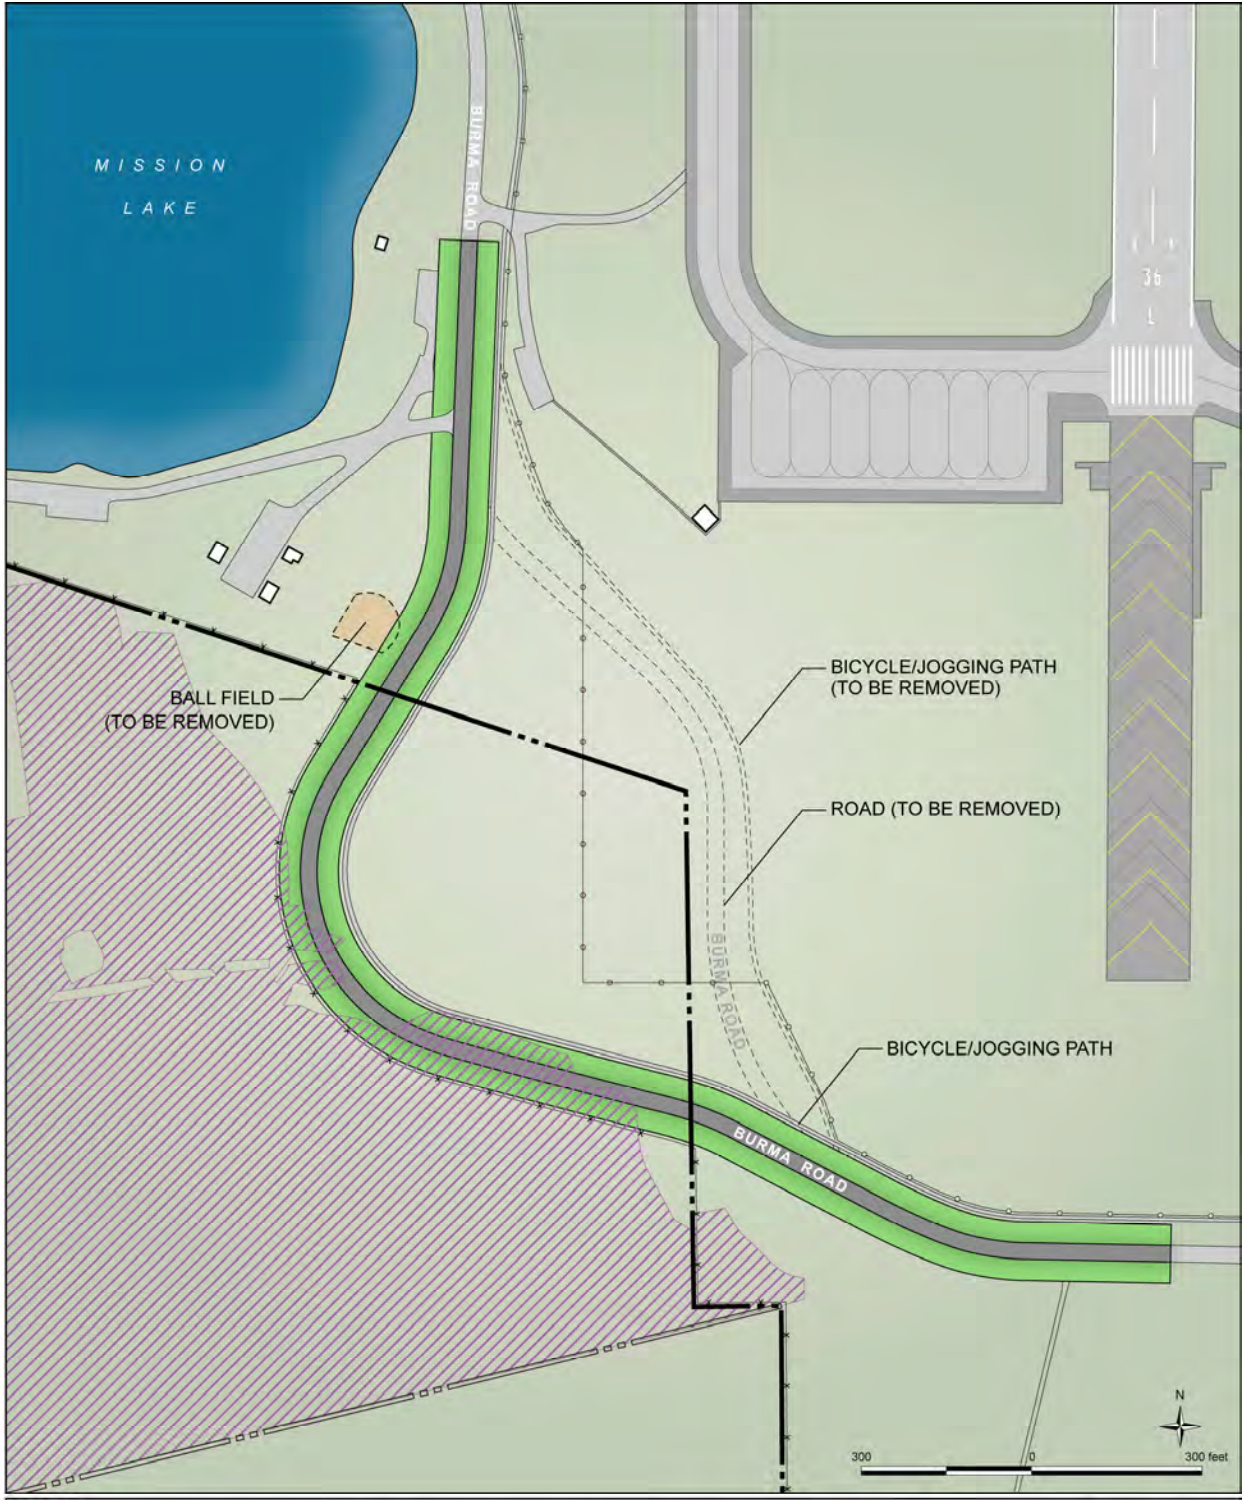 MISSION
LAKE
BURMA ROAD
36
L
BICYCLE/JOGGING PATH
(TO BE REMOVED)
BALL FIELD
(TO BE REMOVED)
ROAD (TO BE REMOVED)
BURMA ROAD
BICYCLE/JOGGING PATH
BURMA ROAD
N
300 0 300 feet